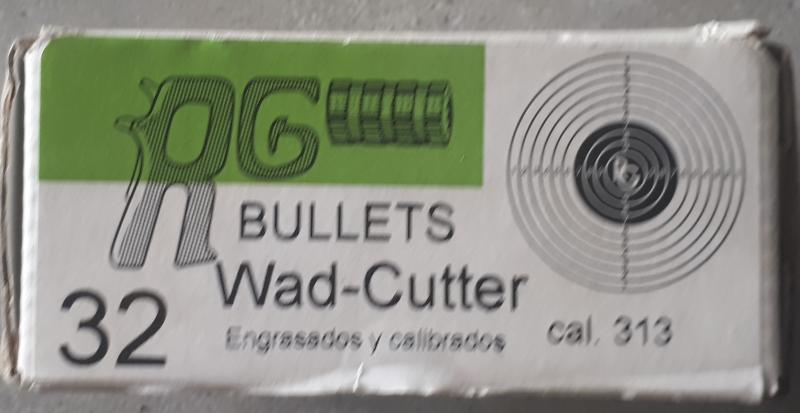 RG
BULLETS
Wad-Cutter
32
Engrasados y calibrados
cal. 313